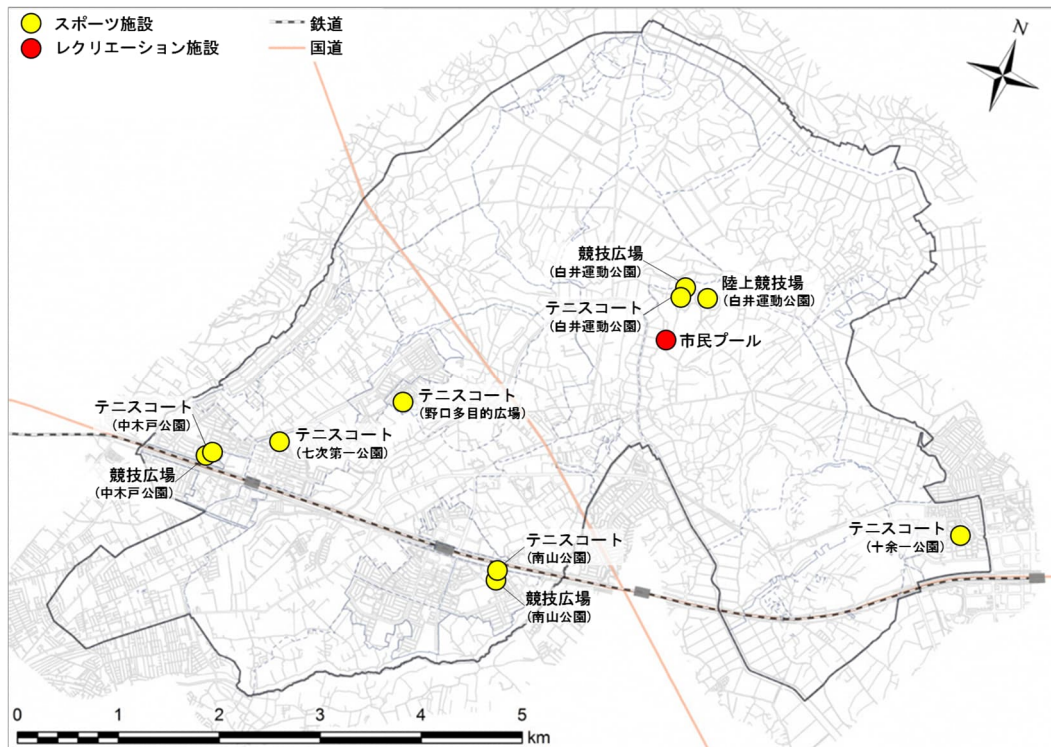 スポーツ施設
レクリエーション施設
鉄道
国道
N
競技広場
(白井運動公園)
陸上競技場
(白井運動公園)
テニスコート
(白井運動公園)
市民プール
テニスコート
(野口多目的広場)
テニスコート
(中木戸公園)
テニスコート
(七次第一公園)
競技広場
(中木戸公園)
テニスコート
(十余一公園)
テニスコート
(南山公園)
競技広場
(南山公園)
0 1 2 3 4 5
km